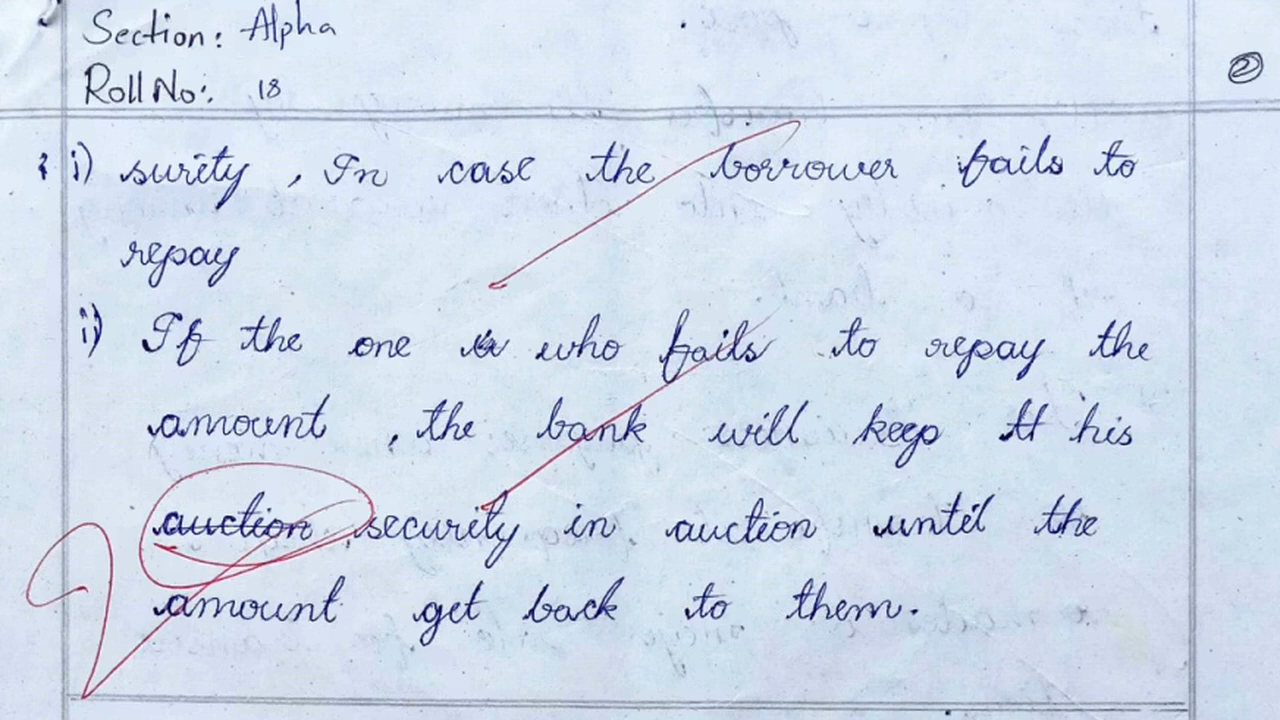 Section: Alpha
Roll No: 18
2
i) surity, In case the borrower fails to
repay
ii) If the one who fails to repay the
amount, the bank will keep his
auction security in auction until the
amount get back to them.